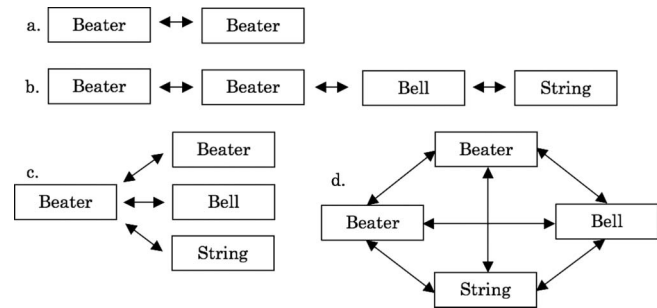 a. Beater Beater
b. Beater Beater Bell String
c. Beater
Beater
Bell
String
d. Beater
Beater
Bell
String